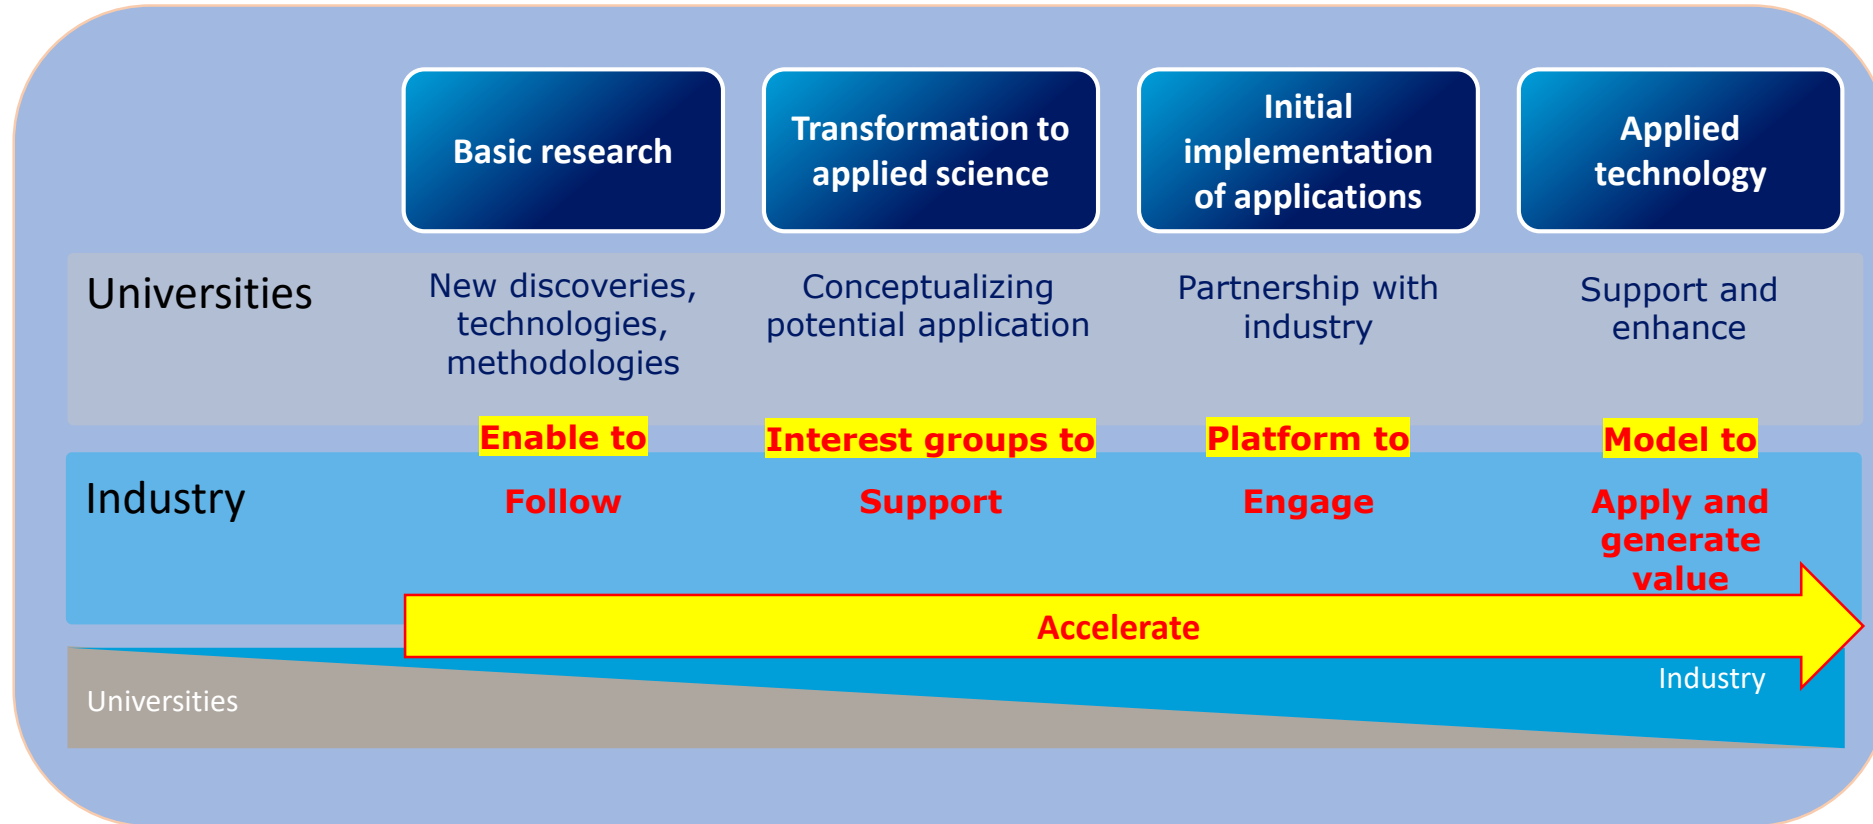 Basic research
Transformation to
applied science
Initial
implementation
of applications
Applied
technology
Universities
New discoveries,
technologies,
methodologies
Conceptualizing
potential application
Partnership with
industry
Support and
enhance
Enable to
Interest groups to
Platform to
Model to
Industry
Follow
Support
Engage
Apply and
generate
value
Accelerate
Universities
Industry